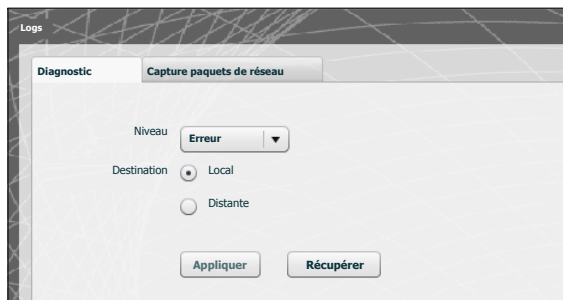 Logs
Diagnostic
Capture paquets de réseau
Niveau
Erreur
Destination
Local
Distante
Appliquer
Récupérer